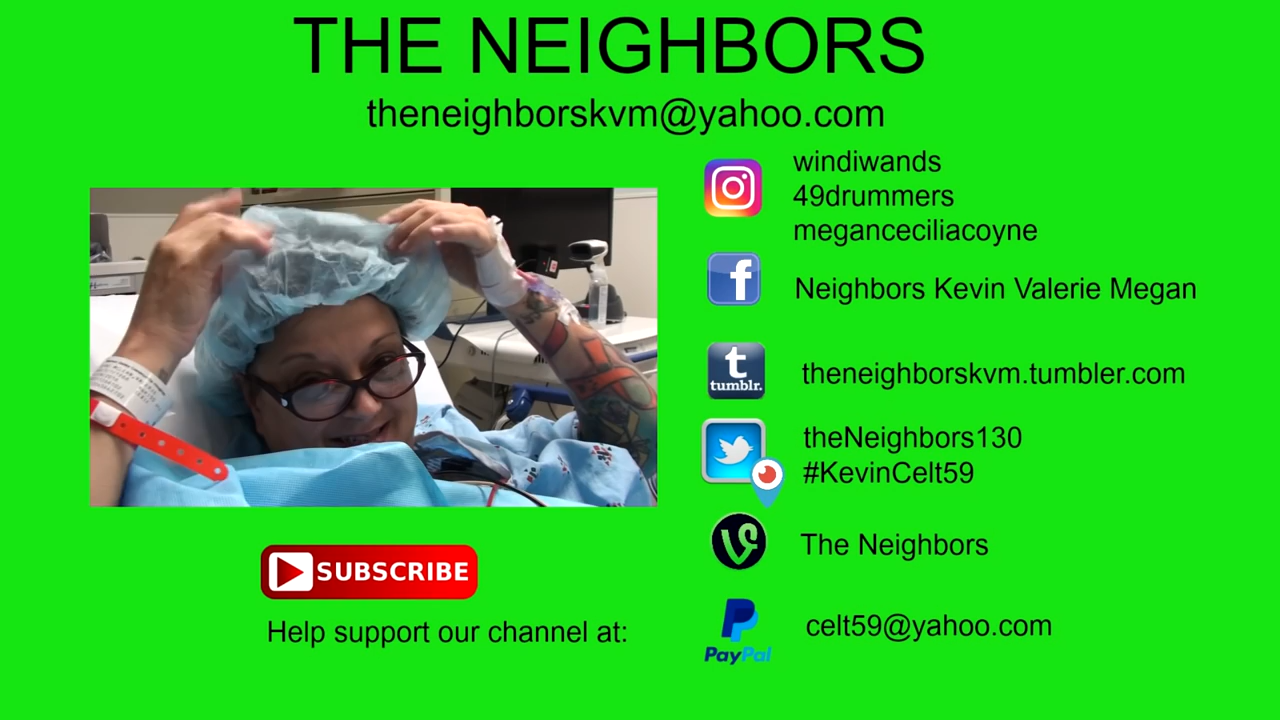 THE NEIGHBORS
theneighborskvm@yahoo.com
windiwands
49drummers
meganceciliacoyne
f
Neighbors Kevin Valerie Megan
t
tumblr.
theneighborskvm.tumbler.com
theNeighbors130
#KevinCelt59
The Neighbors
SUBSCRIBE
Help support our channel at:
PayPal
celt59@yahoo.com